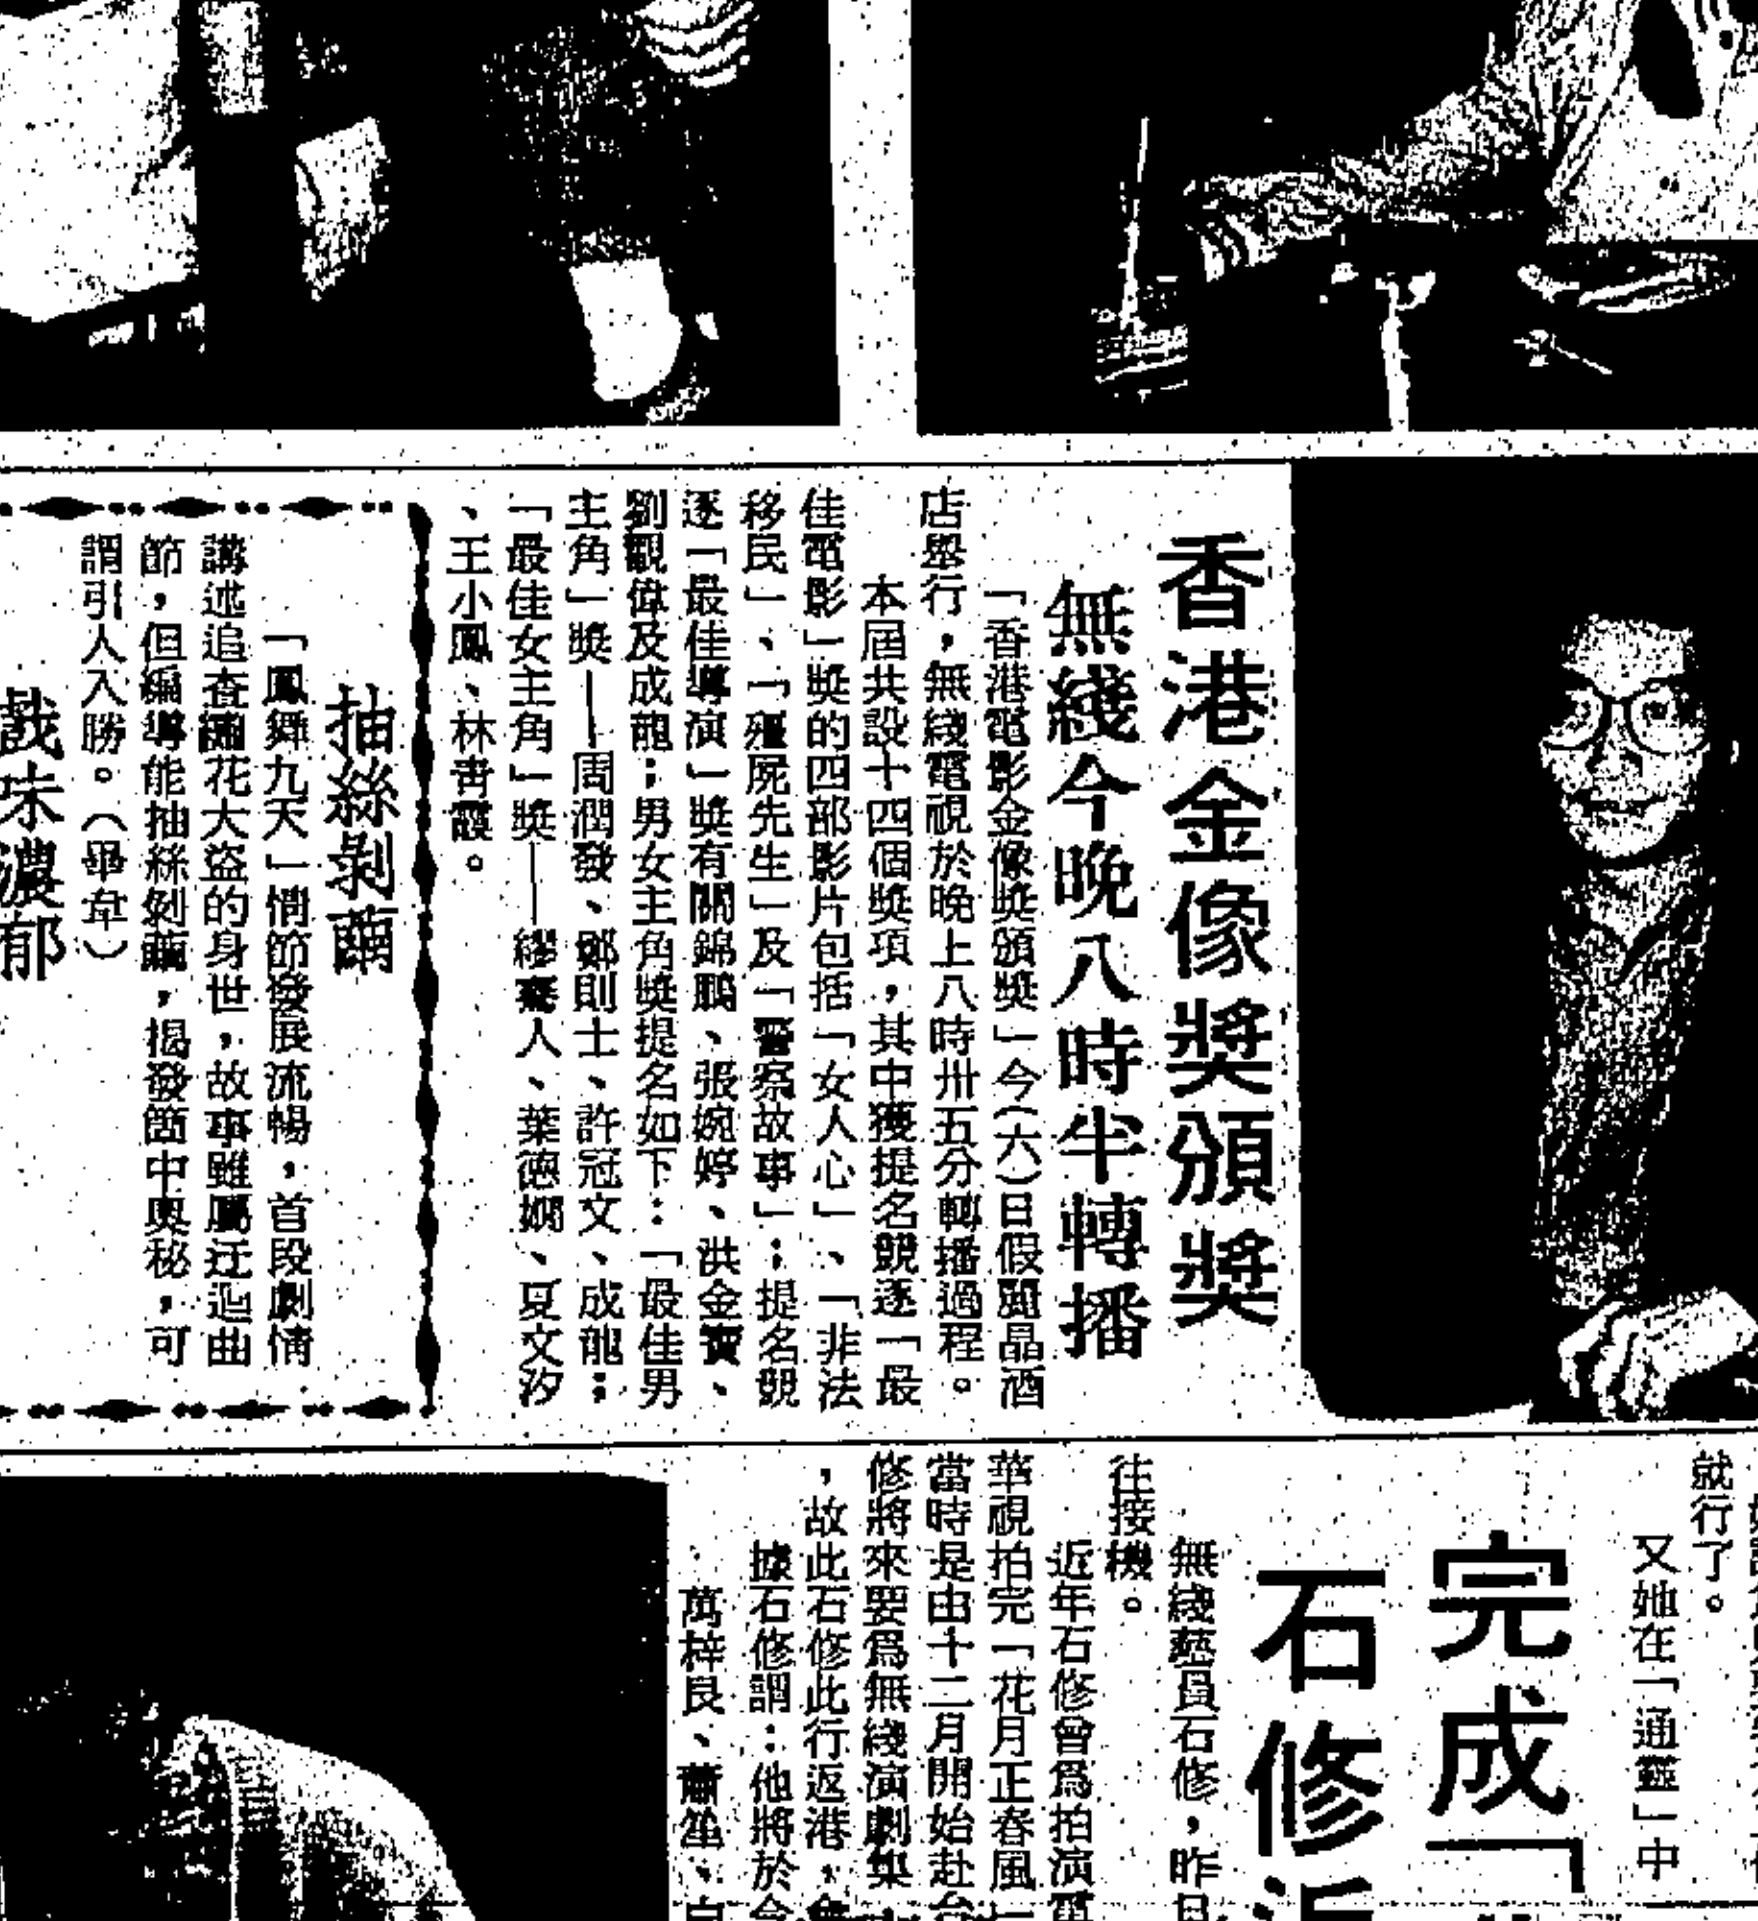 香港金像獎頒獎
無綫今晚八時半轉播
「香港電影金像獎頒獎」今(六)日假麗晶酒
店舉行，無綫電視於晚上八時卅五分轉播過程。
本屆共設十四個獎項，其中獲提名競逐「最
佳電影」獎的四部影片包括「女人心」、「非法
移民」、「殭屍先生」及「警察故事」；提名競
逐「最佳導演」獎有關錦鵬、張婉婷、洪金寶、
劉觀偉及成龍；男女主角獎提名如下：「最佳男
主角」獎——周潤發、鄭則士、許冠文、成龍；
「最佳女主角」獎——繆騫人、葉德嫻、夏文汐
、王小鳳、林青霞。
抽絲剝繭
「鳳舞九天」情節發展流暢，首段劇情
講述追查繡花大盜的身世，故事雖屬迂迴曲
節，但編導能抽絲剝繭，揭發箇中奧秘，可
謂引人入勝。（畢韋）
戲味濃郁
就行了。
又她在「通靈」中
完成「
石修返
無綫藝員石修，昨日
往接機。
近年石修曾爲拍演電
華視拍完「花月正春風」
當時是由十二月開始赴台
修將來要爲無綫演劇集
，故此石修此行返港，
據石修謂：他將於今
萬梓良、蕭笙、